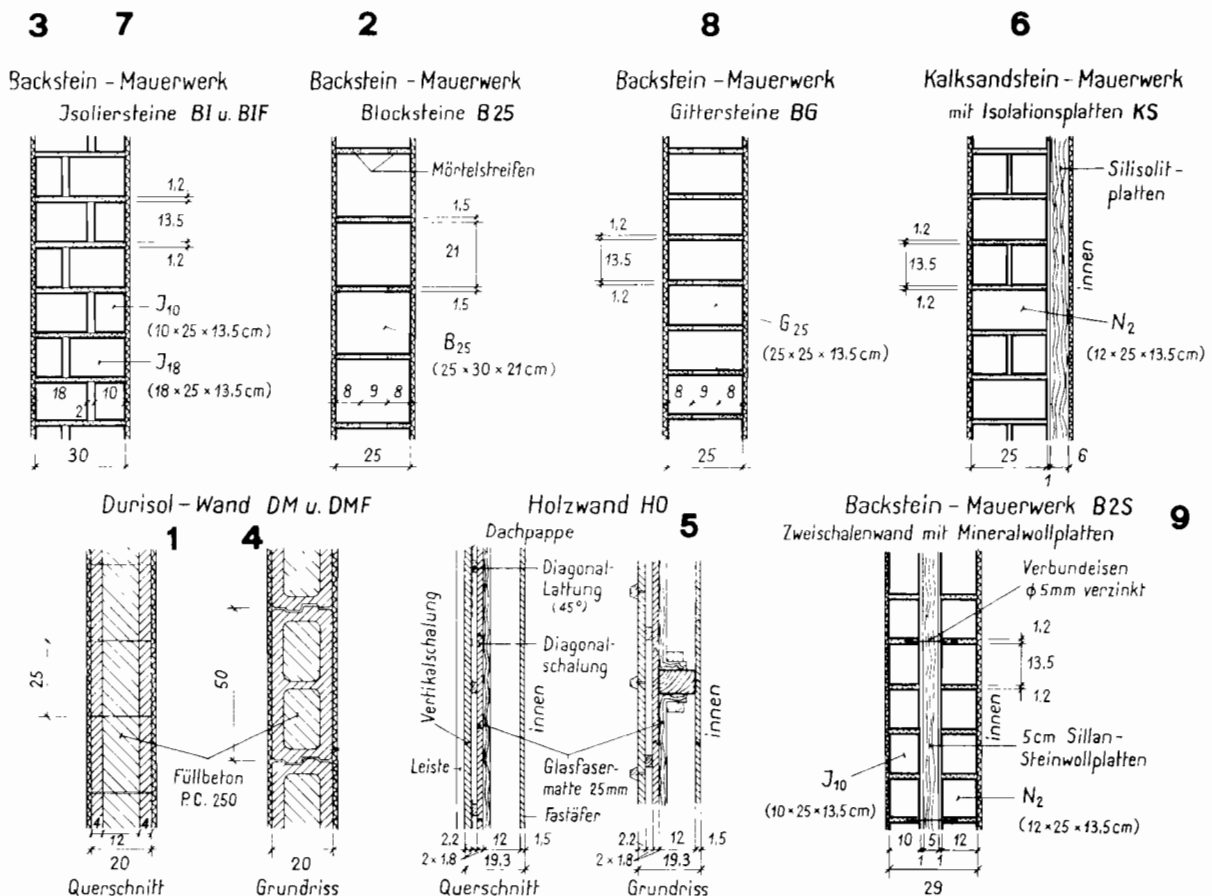 3 7
Backstein - Mauerwerk
Isoliersteine BI u. BIF
1.2
13.5
1.2
J10
(10 × 25 × 13.5 cm)
J18
(18 × 25 × 13.5 cm)
18 10
2
30
2
Backstein - Mauerwerk
Blocksteine B25
Mörtelstreifen
1.5
21
1.5
B25
(25 × 30 × 21 cm)
8 9 8
25
8
Backstein - Mauerwerk
Gittersteine BG
1.2
13.5
1.2
G25
(25 × 25 × 13.5 cm)
8 9 8
25
6
Kalksandstein - Mauerwerk
mit Isolationsplatten KS
Silisolit-
platten
1.2
13.5
1.2
innen
N2
(12 × 25 × 13.5 cm)
25 6
1
Durisol - Wand DM u. DMF
1 4
25
50
Füllbeton
P.C. 250
4 4
12
20 20
Querschnitt Grundriss
Holzwand HO
5
Dachpappe
Diagonal-
Lattung
(45°)
Diagonal-
schalung
Vertikalschalung
innen
innen
Leiste
Glasfaser-
matte 25mm
Fastäfer
2,2 12 1,5 2,2 12 1,5
2 × 1.8 19.3 2 × 1.8 19.3
Querschnitt Grundriss
Backstein - Mauerwerk B2S
9
Zweischalenwand mit Mineralwollplatten
Verbundeisen
ϕ 5mm verzinkt
1.2
13.5
1.2
innen
5cm Sillan-
Steinwollplatten
J10
(10 × 25 × 13.5 cm)
N2
(12 × 25 × 13.5 cm)
10 5 12
1 1
29